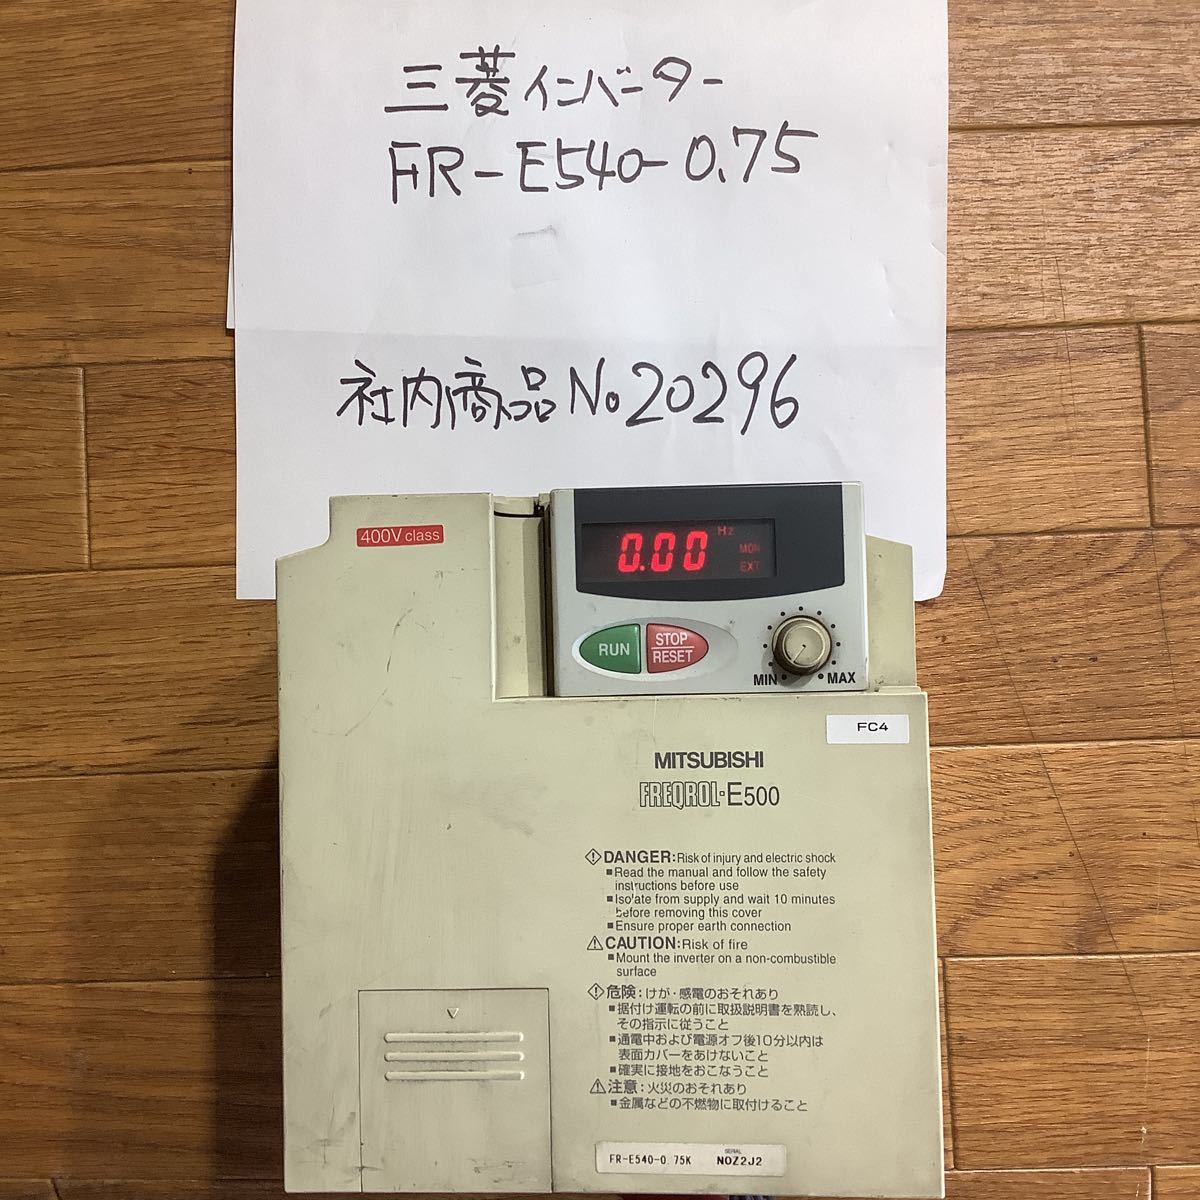 三菱インバーター
FR-E540-0.75
社内商品No20296
400V class
0.00 Hz
MON
EXT
RUN
STOP
RESET
MIN
MAX
FC4
MITSUBISHI
FREQROL-E500
DANGER: Risk of injury and electric shock
■Read the manual and follow the safety
instructions before use
■Isolate from supply and wait 10 minutes
before removing this cover
■Ensure proper earth connection
CAUTION: Risk of fire
■Mount the inverter on a non-combustible
surface
危険：けが・感電のおそれあり
■据付け運転の前に取扱説明書を熟読し、
その指示に従うこと
■通電中および電源オフ後10分以内は
表面カバーをあけないこと
■確実に接地をおこなうこと
注意：火災のおそれあり
■金属などの不燃物に取付けること
SERIAL
FR-E540-0.75K NOZ2J2